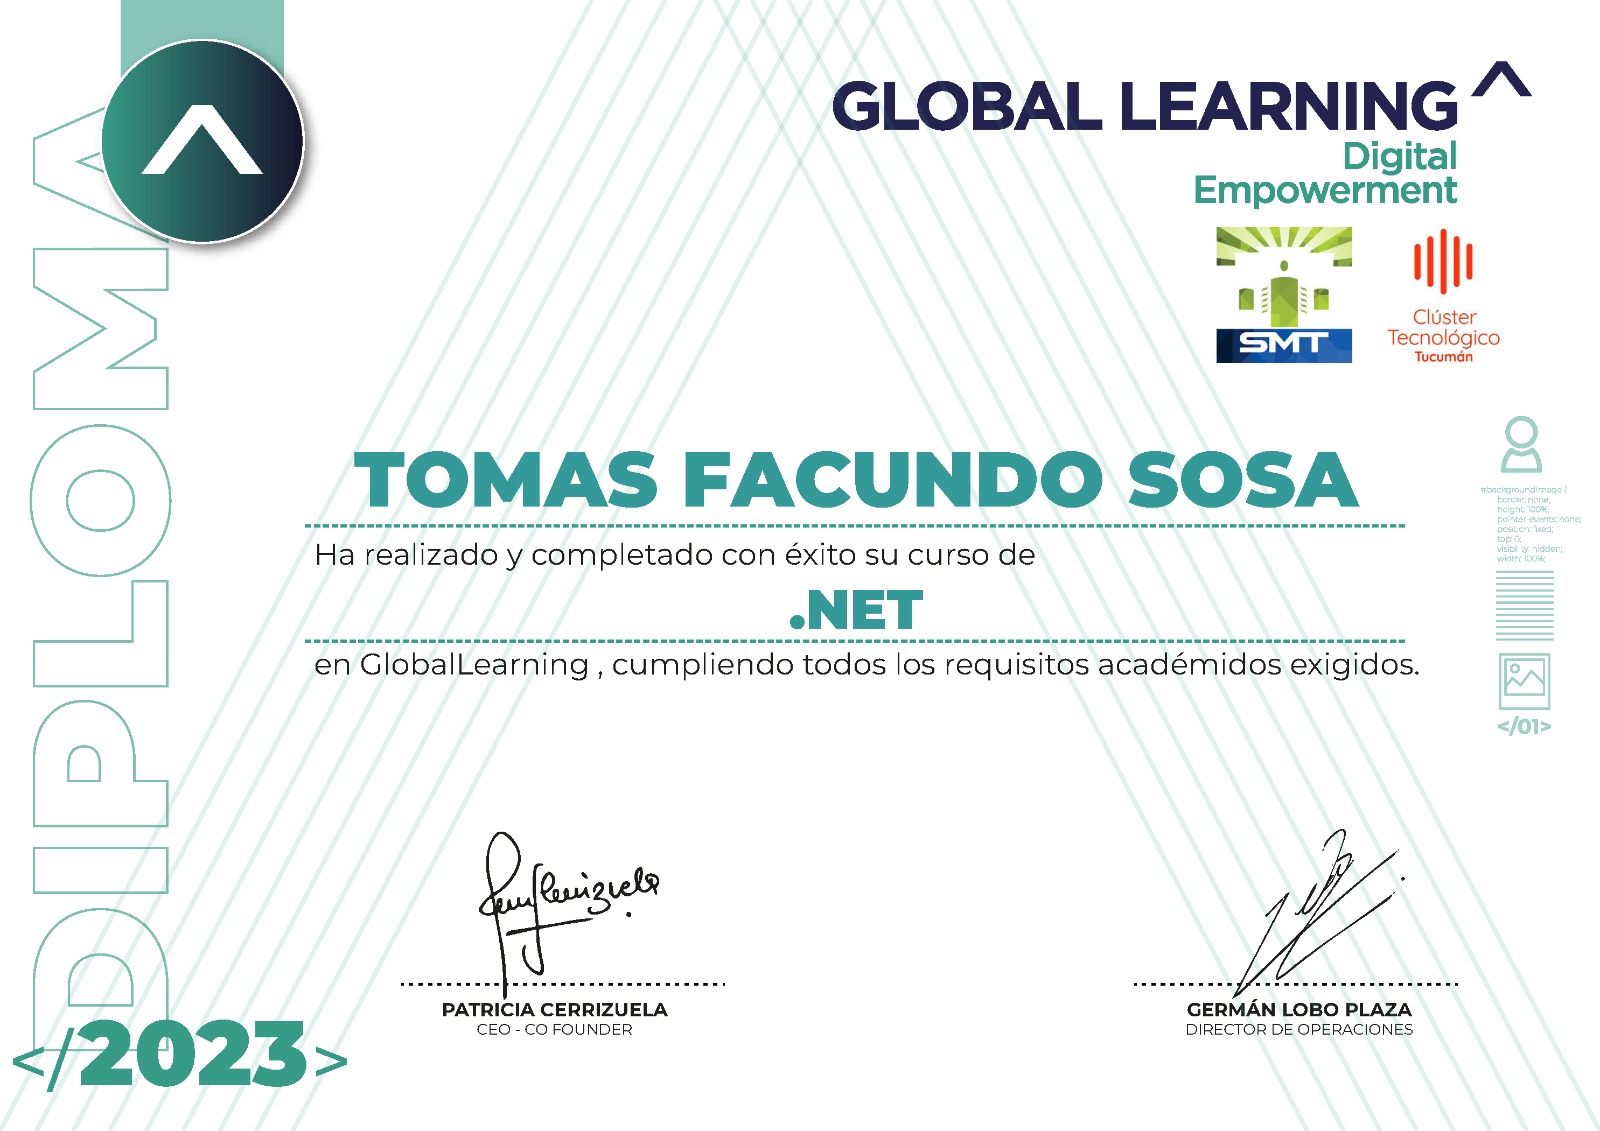 DIPLOMA
GLOBAL LEARNING
Digital
Empowerment
SMT
Clúster
Tecnológico
Tucumán
TOMAS FACUNDO SOSA
Ha realizado y completado con éxito su curso de
.NET
en GlobalLearning , cumpliendo todos los requisitos académidos exigidos.
#backgroundimage {
border: none;
height: 100%;
pointer-events: none;
position: fixed;
top: 0;
visibility: hidden;
width: 100%;
</01>
PATRICIA CERRIZUELA
CEO - CO FOUNDER
GERMÁN LOBO PLAZA
DIRECTOR DE OPERACIONES
</2023>